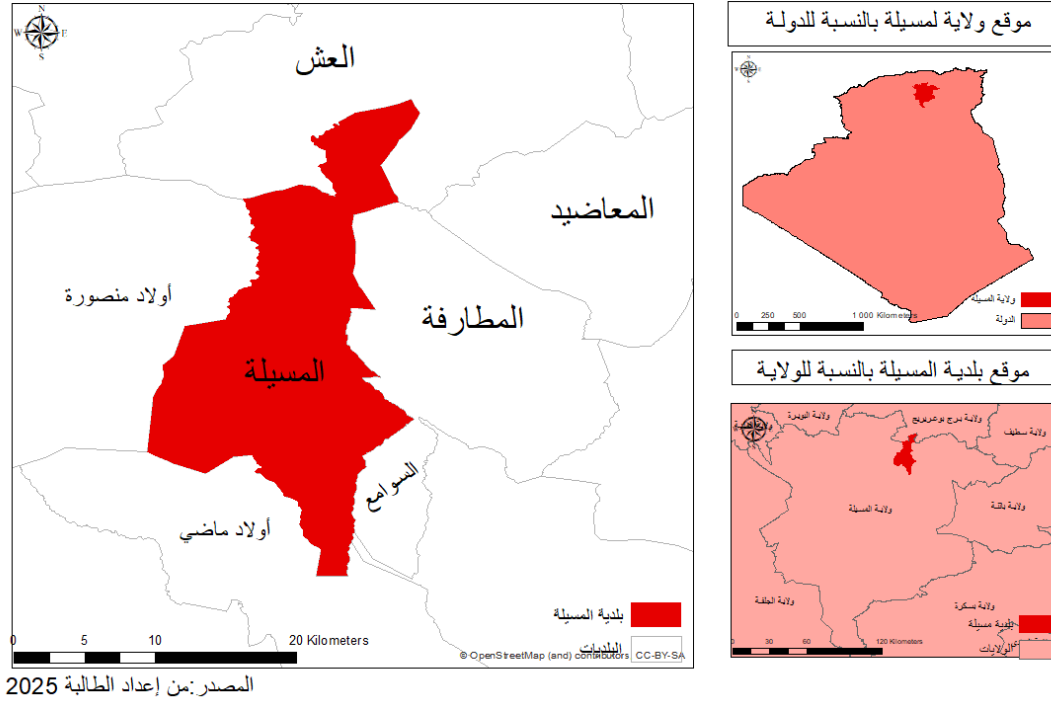 موقع ولاية لمسيلة بالنسبة للدولة
N
W E
S
العش
المعاضيد
أولاد منصورة
المطارفة
المسيلة
السوامع
أولاد ماضي
بلدية المسيلة
البلديات
0 5 10 20 Kilometers
© OpenStreetMap (and) contributors CC-BY-SA
ولاية المسيلة
الدولة
0 250 500 1 000 Kilometers
موقع بلدية المسيلة بالنسبة للولاية
ولاية البويرة
ولاية برج بوعريريج
ولاية سطيف
ولاية المسيلة
ولاية باتنة
ولاية الجلفة
ولاية بسكرة
بلدية مسيلة
الولايات
0 30 60 120 Kilometers
المصدر:من إعداد الطالبة 2025